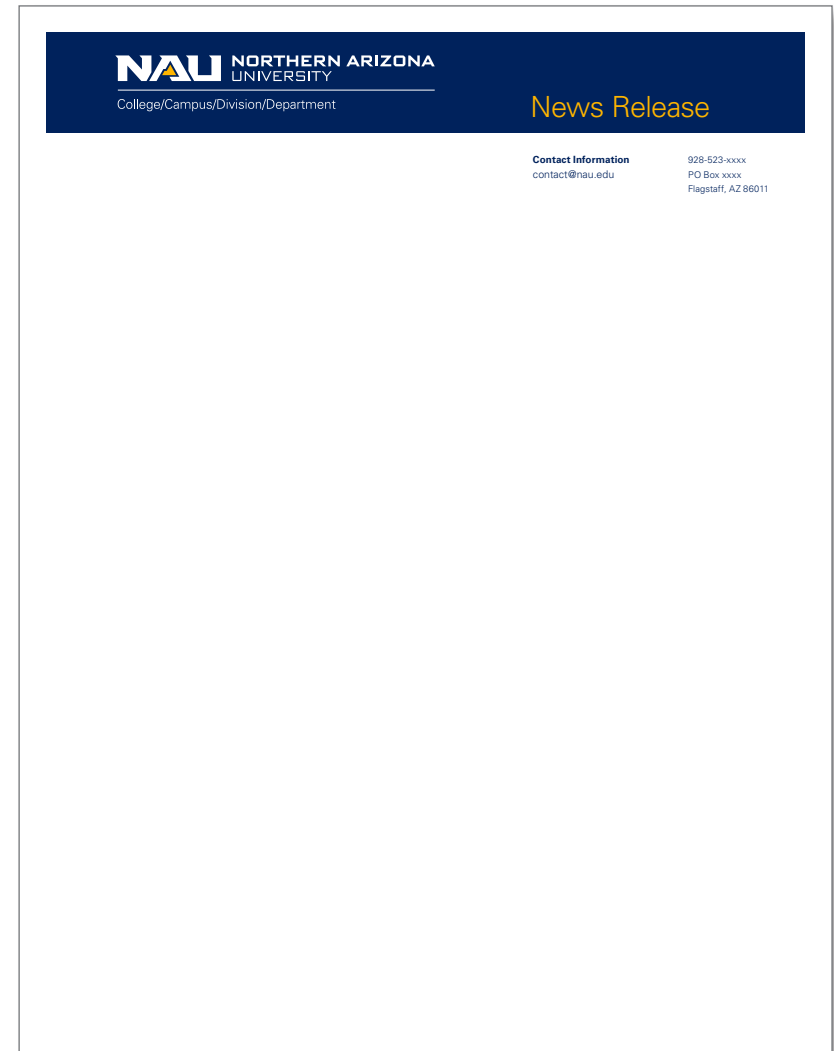 NAU NORTHERN ARIZONA
UNIVERSITY
College/Campus/Division/Department
News Release
Contact Information
contact@nau.edu
928-523-xxxx
PO Box xxxx
Flagstaff, AZ 86011